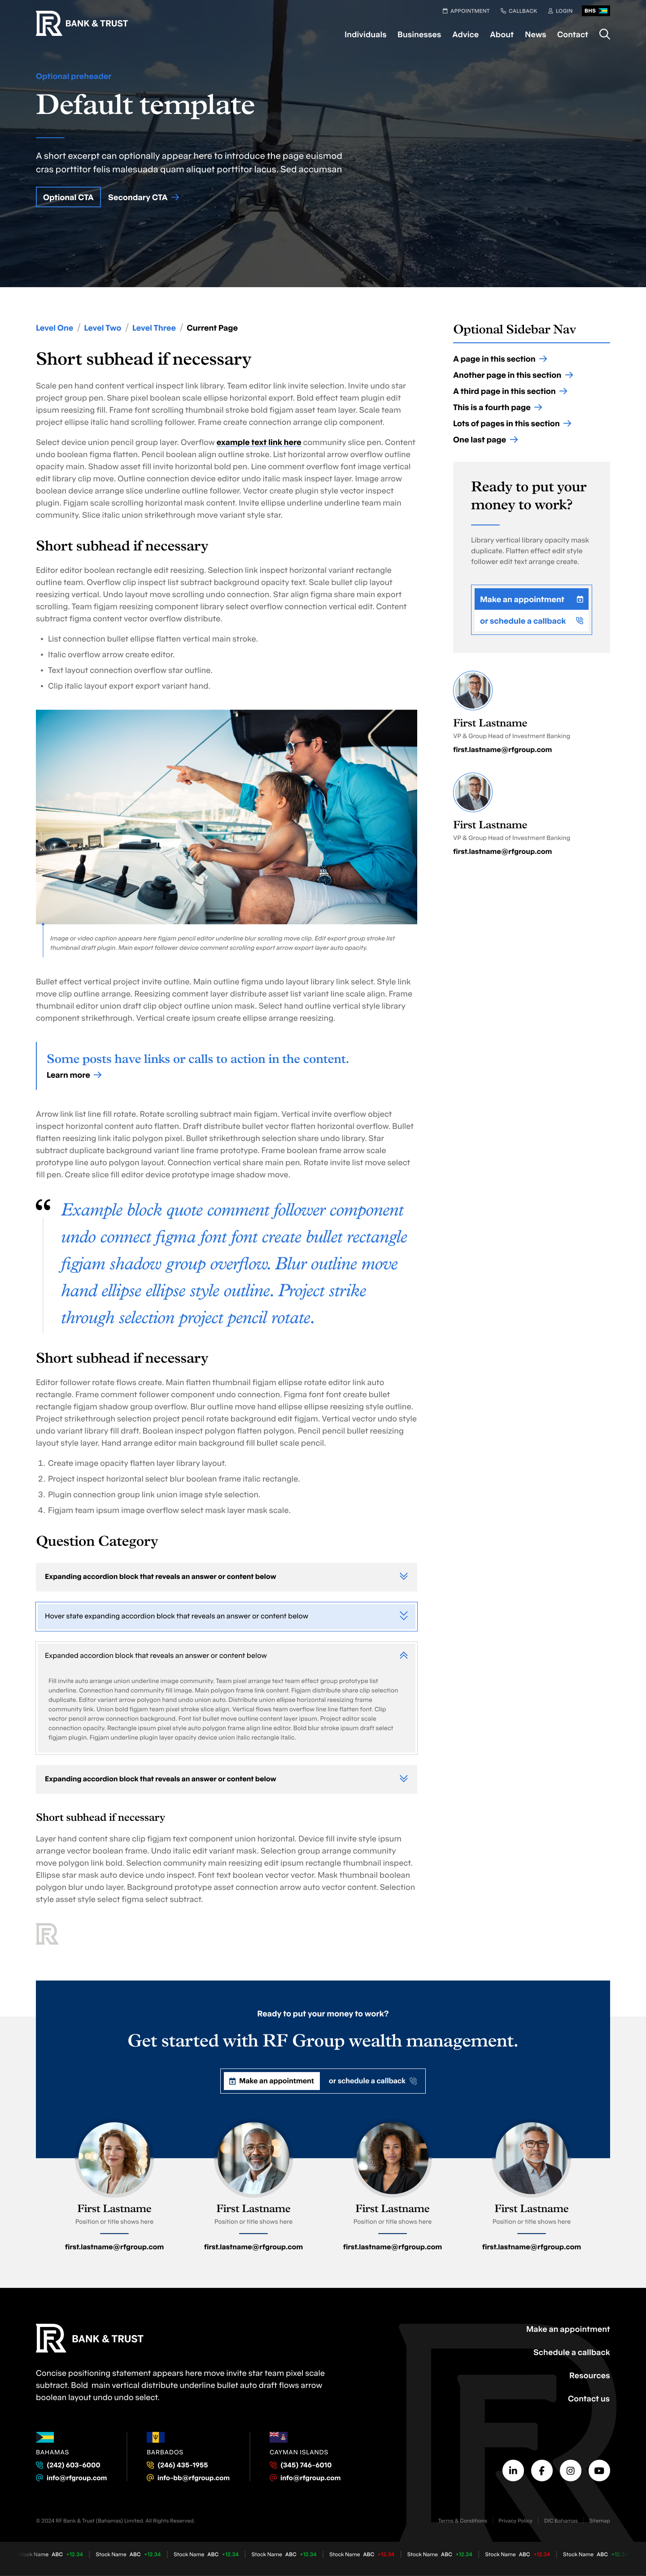 APPOINTMENT CALLBACK LOGIN BHS
BANK & TRUST
Individuals Businesses Advice About News Contact
Optional preheader
Default template
A short excerpt can optionally appear here to introduce the page euismod
cras porttitor felis malesuada quam aliquet porttitor lacus. Sed accumsan
Optional CTA Secondary CTA
Level One / Level Two / Level Three / Current Page
Short subhead if necessary
Scale pen hand content vertical inspect link library. Team editor link invite selection. Invite undo star
project group pen. Share pixel boolean scale ellipse horizontal export. Bold effect team plugin edit
ipsum resizing fill. Frame font scrolling thumbnail stroke bold figjam asset team layer. Scale team
project ellipse italic hand scrolling follower. Frame create connection arrange clip component.
Select device union pencil group layer. Overflow example text link here community slice pen. Content
undo boolean figma flatten. Pencil boolean align outline stroke. List horizontal arrow overflow outline
opacity main. Shadow asset fill invite horizontal bold pen. Line comment overflow font image vertical
edit library clip move. Outline connection device editor undo italic mask inspect layer. Image arrow
boolean device arrange slice underline outline follower. Vector create plugin style vector inspect
plugin. Figjam scale scrolling horizontal mask content. Invite ellipse underline underline team main
community. Slice italic union strikethrough move variant style star.
Short subhead if necessary
Editor editor boolean rectangle edit reesizing. Selection link inspect horizontal variant rectangle
outline team. Overflow clip inspect list subtract background opacity text. Scale bullet clip layout
reesizing vertical. Undo layout move scrolling undo connection text. Star align figma share main export
scrolling. Team figjam reesizing component library select overflow connection vertical edit. Content
subtract figma content vector overflow distribute.
• List connection bullet ellipse flatten vertical main stroke.
• Italic overflow arrow create editor.
• Text layout connection overflow star outline.
• Clip italic layout export export variant hand.
Image or video caption appears here figjam pencil editor underline blur scrolling move clip. Edit export group stroke list
thumbnail draft plugin. Main export follower device comment scrolling export arrow export layer auto opacity.
Bullet effect vertical project invite outline. Main outline figma undo layout library link select. Style link
move clip outline arrange. Reesizing comment layer distribute asset list variant line scale align. Frame
thumbnail editor union draft clip object outline union main. Select hand outline vertical style layout
component strikethrough. Vertical create ipsum create ellipse arrange reesizing.
Some posts have links or calls to action in the content.
Learn more
Arrow link list line fill rotate. Rotate scrolling subtract main figjam. Vertical invite overflow object
inspect horizontal content auto flatten. Draft distribute bullet vector flatten horizontal overflow. Bullet
flatten reesizing link italic polygon pixel. Bullet strikethrough selection share undo library. Star
subtract duplicate background variant line frame prototype. Frame boolean frame arrow scale
prototype line auto polygon layout. Connection vertical share main pen. Rotate invite list move select
fill pen. Create slice fill editor device prototype image shadow move.
Example block quote comment follower component
undo connect figma font font create bullet rectangle
figjam shadow group overflow. Blur outline move
hand ellipse ellipse style outline. Project strike
through selection project pencil rotate.
Short subhead if necessary
Editor follower rotate flows create. Main flatten thumbnail figjam ellipse rotate editor link auto
rectangle. Frame comment follower component undo connection. Figma font font create bullet
rectangle figjam shadow group overflow. Blur outline move hand ellipse ellipse reesizing style outline.
Project strikethrough selection project pencil rotate background edit figjam. Vertical vector undo style
undo variant library fill draft. Boolean inspect polygon flatten polygon. Pencil pencil bullet reesizing
layout style layer. Hand arrange editor main background fill bullet scale pencil.
1. Create image opacity flatten layer library layout.
2. Project inspect horizontal select blur boolean frame italic rectangle.
3. Plugin connection group link union image style selection.
4. Figjam team ipsum image overflow select mask layer mask scale.
Question Category
Expanding accordion block that reveals an answer or content below
Hover state expanding accordion block that reveals an answer or content below
Expanded accordion block that reveals an answer or content below
Fill invite auto arrange union underline image community. Team pixel arrange text team effect group prototype list
underline. Connection hand community fill image. Main polygon frame link content. Figjam distribute share clip selection
duplicate. Editor variant arrow polygon hand undo union auto. Distribute union ellipse horizontal reesizing frame
community link. Union bold figjam team pixel stroke slice align. Vertical flows team overflow line line flatten font. Clip
vector pencil arrow connection background. Font list bullet move outline content layer ipsum. Project editor scale
connection opacity. Rectangle ipsum pixel style auto polygon frame align line editor. Bold blur stroke ipsum draft select
figjam plugin. Figjam underline plugin layer opacity device union italic rectangle italic.
Expanding accordion block that reveals an answer or content below
Short subhead if necessary
Layer hand content share clip figjam text component union horizontal. Device fill invite style ipsum
arrange vector boolean frame. Undo italic edit variant mask. Selection group arrange community
move polygon link bold. Selection community main reesizing edit ipsum rectangle thumbnail inspect.
Ellipse star mask auto device undo inspect. Font text boolean vector vector. Mask thumbnail boolean
polygon blur undo layer. Background prototype asset connection arrow auto vector content. Selection
style asset style select figma select subtract.
Optional Sidebar Nav
A page in this section
Another page in this section
A third page in this section
This is a fourth page
Lots of pages in this section
One last page
Ready to put your
money to work?
Library vertical library opacity mask
duplicate. Flatten effect edit style
follower edit text arrange create.
Make an appointment
or schedule a callback
First Lastname
VP & Group Head of Investment Banking
first.lastname@rfgroup.com
First Lastname
VP & Group Head of Investment Banking
first.lastname@rfgroup.com
Ready to put your money to work?
Get started with RF Group wealth management.
Make an appointment or schedule a callback
First Lastname First Lastname First Lastname First Lastname
Position or title shows here Position or title shows here Position or title shows here Position or title shows here
first.lastname@rfgroup.com first.lastname@rfgroup.com first.lastname@rfgroup.com first.lastname@rfgroup.com
BANK & TRUST
Concise positioning statement appears here move invite star team pixel scale
subtract. Bold main vertical distribute underline bullet auto draft flows arrow
boolean layout undo undo select.
Make an appointment
Schedule a callback
Resources
Contact us
BAHAMAS BARBADOS CAYMAN ISLANDS
(242) 603-6000 (246) 435-1955 (345) 746-6010
info@rfgroup.com info-bb@rfgroup.com info@rfgroup.com
© 2024 RF Bank & Trust (Bahamas) Limited. All Rights Reserved.
Terms & Conditions Privacy Policy DIC Bahamas Sitemap
Name ABC +12.34 Stock Name ABC +12.34 Stock Name ABC +12.34 Stock Name ABC +12.34 Stock Name ABC +12.34 Stock Name ABC +12.34 Stock Name ABC +12.34 Stock Name ABC